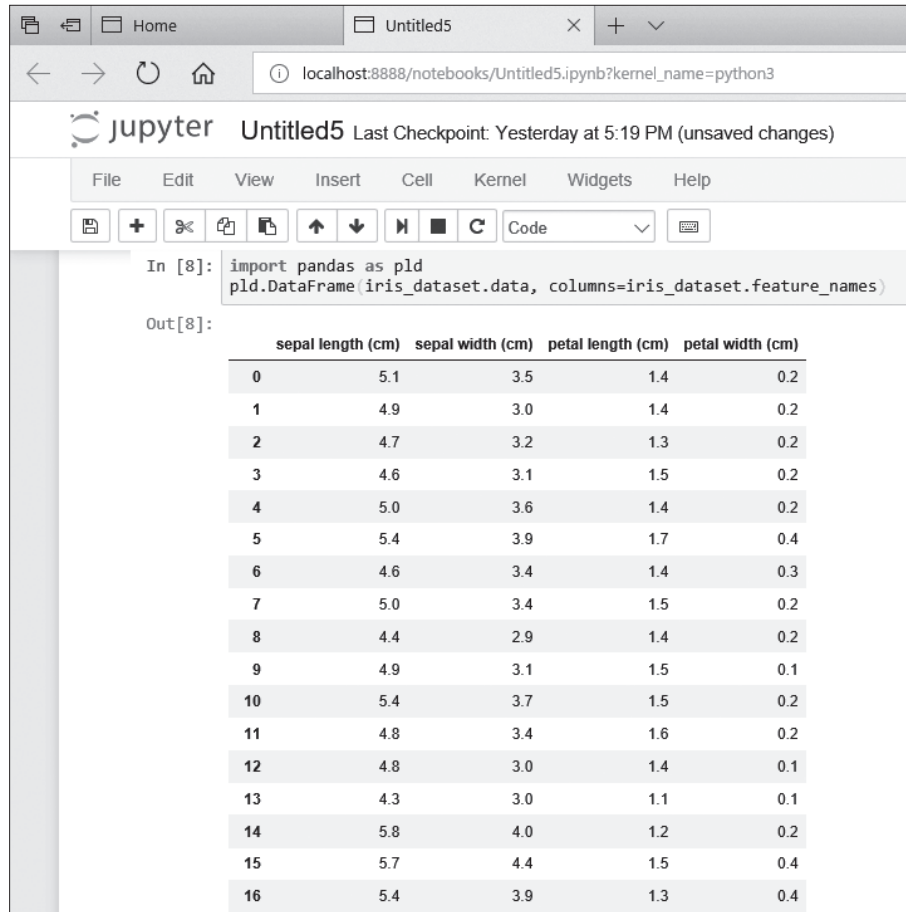 Home
Untitled5
localhost:8888/notebooks/Untitled5.ipynb?kernel_name=python3
jupyter Untitled5 Last Checkpoint: Yesterday at 5:19 PM (unsaved changes)
File Edit View Insert Cell Kernel Widgets Help
Code
In [8]: import pandas as pld
pld.DataFrame(iris_dataset.data, columns=iris_dataset.feature_names)
Out[8]:
sepal length (cm) sepal width (cm) petal length (cm) petal width (cm)
0 5.1 3.5 1.4 0.2
1 4.9 3.0 1.4 0.2
2 4.7 3.2 1.3 0.2
3 4.6 3.1 1.5 0.2
4 5.0 3.6 1.4 0.2
5 5.4 3.9 1.7 0.4
6 4.6 3.4 1.4 0.3
7 5.0 3.4 1.5 0.2
8 4.4 2.9 1.4 0.2
9 4.9 3.1 1.5 0.1
10 5.4 3.7 1.5 0.2
11 4.8 3.4 1.6 0.2
12 4.8 3.0 1.4 0.1
13 4.3 3.0 1.1 0.1
14 5.8 4.0 1.2 0.2
15 5.7 4.4 1.5 0.4
16 5.4 3.9 1.3 0.4